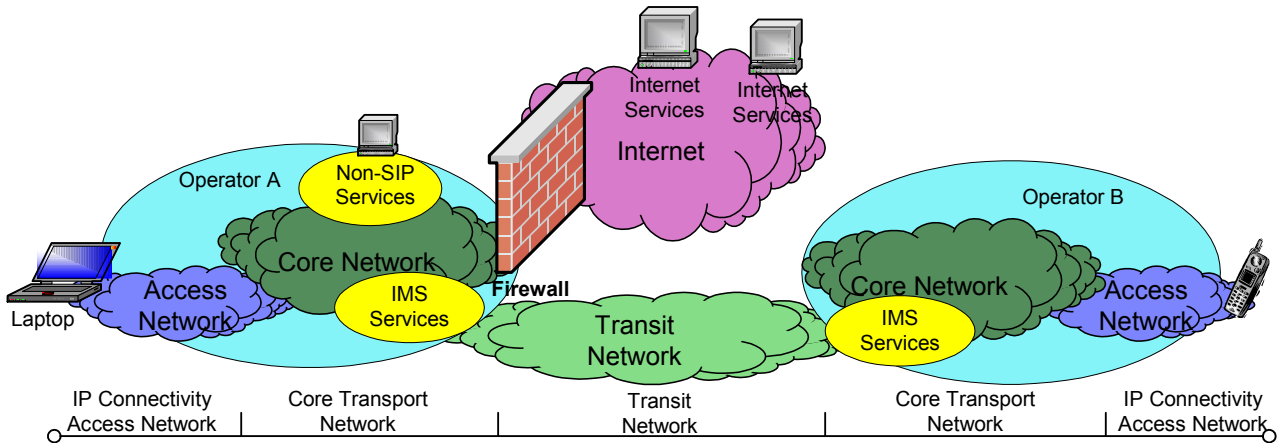 Internet
Services
Internet
Services
Internet
Operator A
Non-SIP
Services
Core Network
IMS
Services
Access
Network
Laptop
Firewall
Transit
Network
Operator B
Core Network
IMS
Services
Access
Network
IP Connectivity
Access Network
Core Transport
Network
Transit
Network
Core Transport
Network
IP Connectivity
Access Network